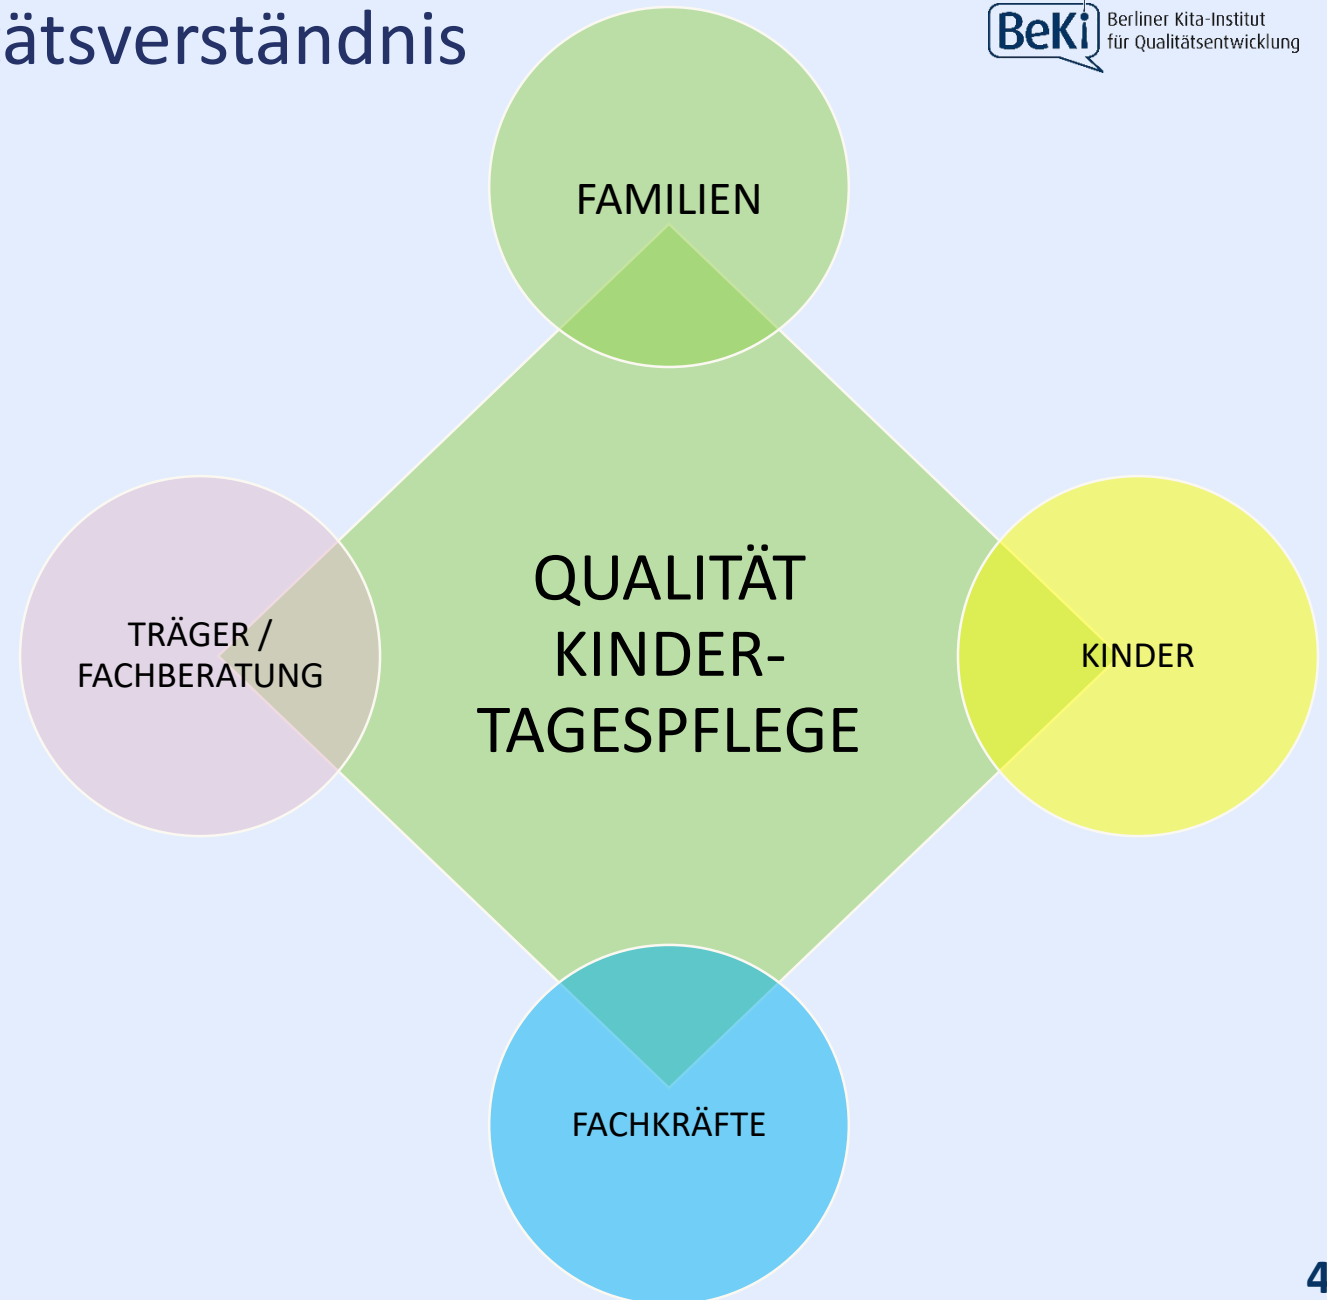 ätsverständnis
BeKi
Berliner Kita-Institut
für Qualitätsentwicklung
FAMILIEN
QUALITÄT
KINDER-
TAGESPFLEGE
TRÄGER /
FACHBERATUNG
KINDER
FACHKRÄFTE
4